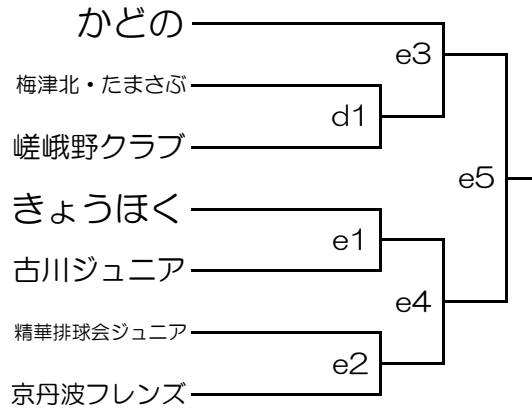 かどの
e3
梅津北・たまさぶ
d1
嵯峨野クラブ
e5
きょうほく
e1
古川ジュニア
e4
精華排球会ジュニア
e2
京丹波フレンズ